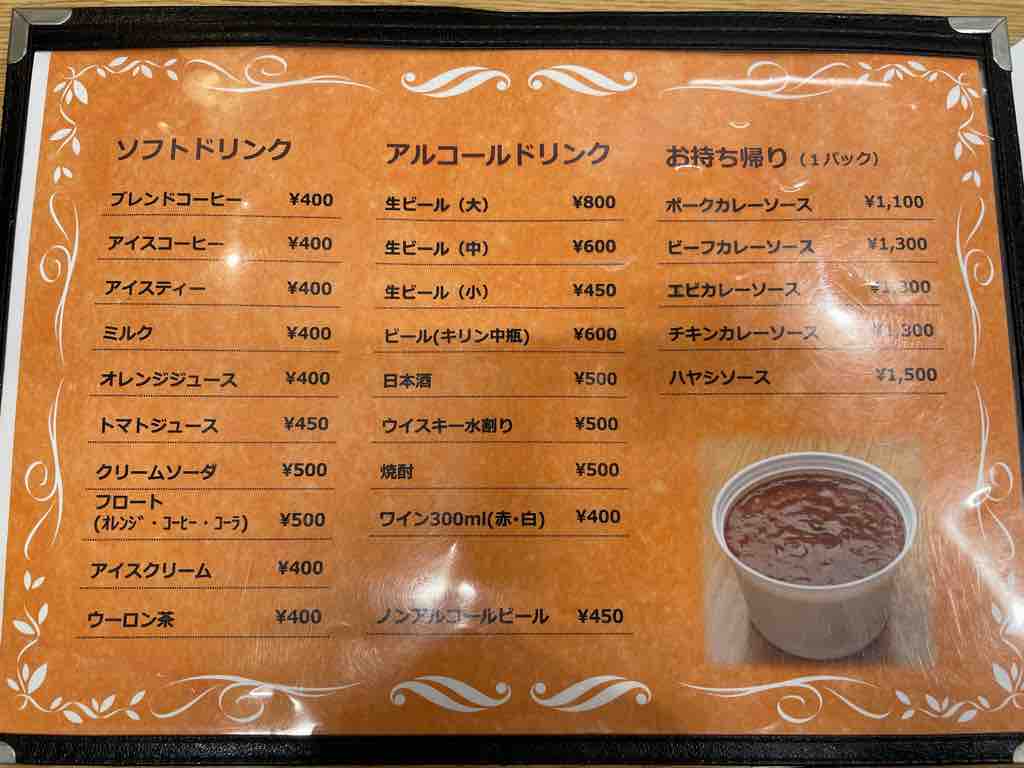 ソフトドリンク
ブレンドコーヒー ¥400
アイスコーヒー ¥400
アイスティー ¥400
ミルク ¥400
オレンジジュース ¥400
トマトジュース ¥450
クリームソーダ ¥500
フロート
(ｵﾚﾝｼﾞ・ｺｰﾋｰ・ｺｰﾗ) ¥500
アイスクリーム ¥400
ウーロン茶 ¥400
アルコールドリンク
生ビール（大） ¥800
生ビール（中） ¥600
生ビール（小） ¥450
ビール(キリン中瓶) ¥600
日本酒 ¥500
ウイスキー水割り ¥500
焼酎 ¥500
ワイン300ml(赤・白) ¥400
ノンアルコールビール ¥450
お持ち帰り（１パック）
ポークカレーソース ¥1,100
ビーフカレーソース ¥1,300
エビカレーソース ¥1,300
チキンカレーソース ¥1,300
ハヤシソース ¥1,500